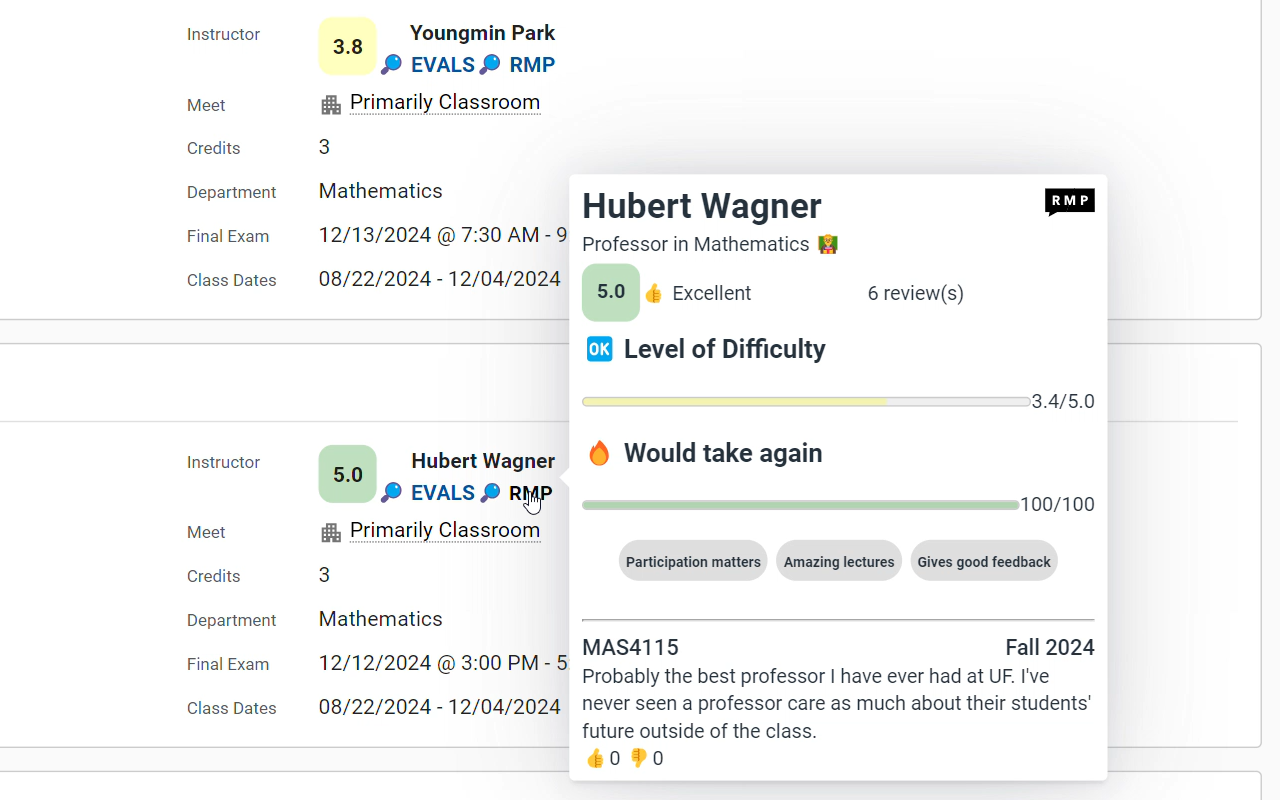 Instructor
3.8
Youngmin Park
EVALS RMP
Meet
Primarily Classroom
Credits
3
Department
Mathematics
Final Exam
12/13/2024 @ 7:30 AM - 9
Class Dates
08/22/2024 - 12/04/2024
Instructor
5.0
Hubert Wagner
EVALS RMP
Meet
Primarily Classroom
Credits
3
Department
Mathematics
Final Exam
12/12/2024 @ 3:00 PM - 5
Class Dates
08/22/2024 - 12/04/2024
Hubert Wagner
RMP
Professor in Mathematics
5.0 Excellent 6 review(s)
OK Level of Difficulty
3.4/5.0
Would take again
100/100
Participation matters Amazing lectures Gives good feedback
MAS4115 Fall 2024
Probably the best professor I have ever had at UF. I've
never seen a professor care as much about their students'
future outside of the class.
0 0